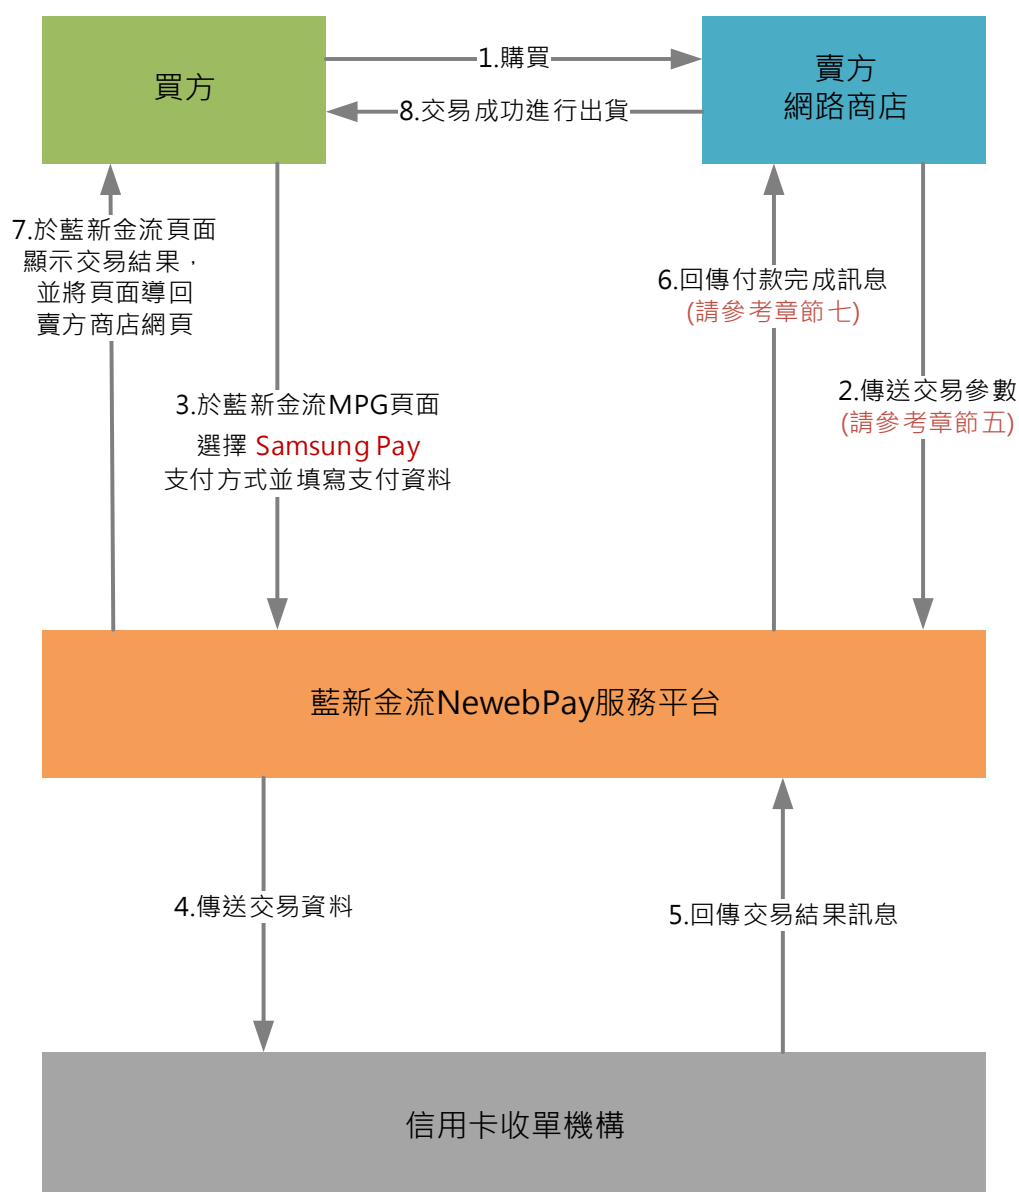 買方
1.購買
賣方
網路商店
8.交易成功進行出貨
7.於藍新金流頁面
顯示交易結果，
並將頁面導回
賣方商店網頁
6.回傳付款完成訊息
(請參考章節七)
3.於藍新金流MPG頁面
選擇 Samsung Pay
支付方式並填寫支付資料
2.傳送交易參數
(請參考章節五)
藍新金流NewebPay服務平台
4.傳送交易資料
5.回傳交易結果訊息
信用卡收單機構